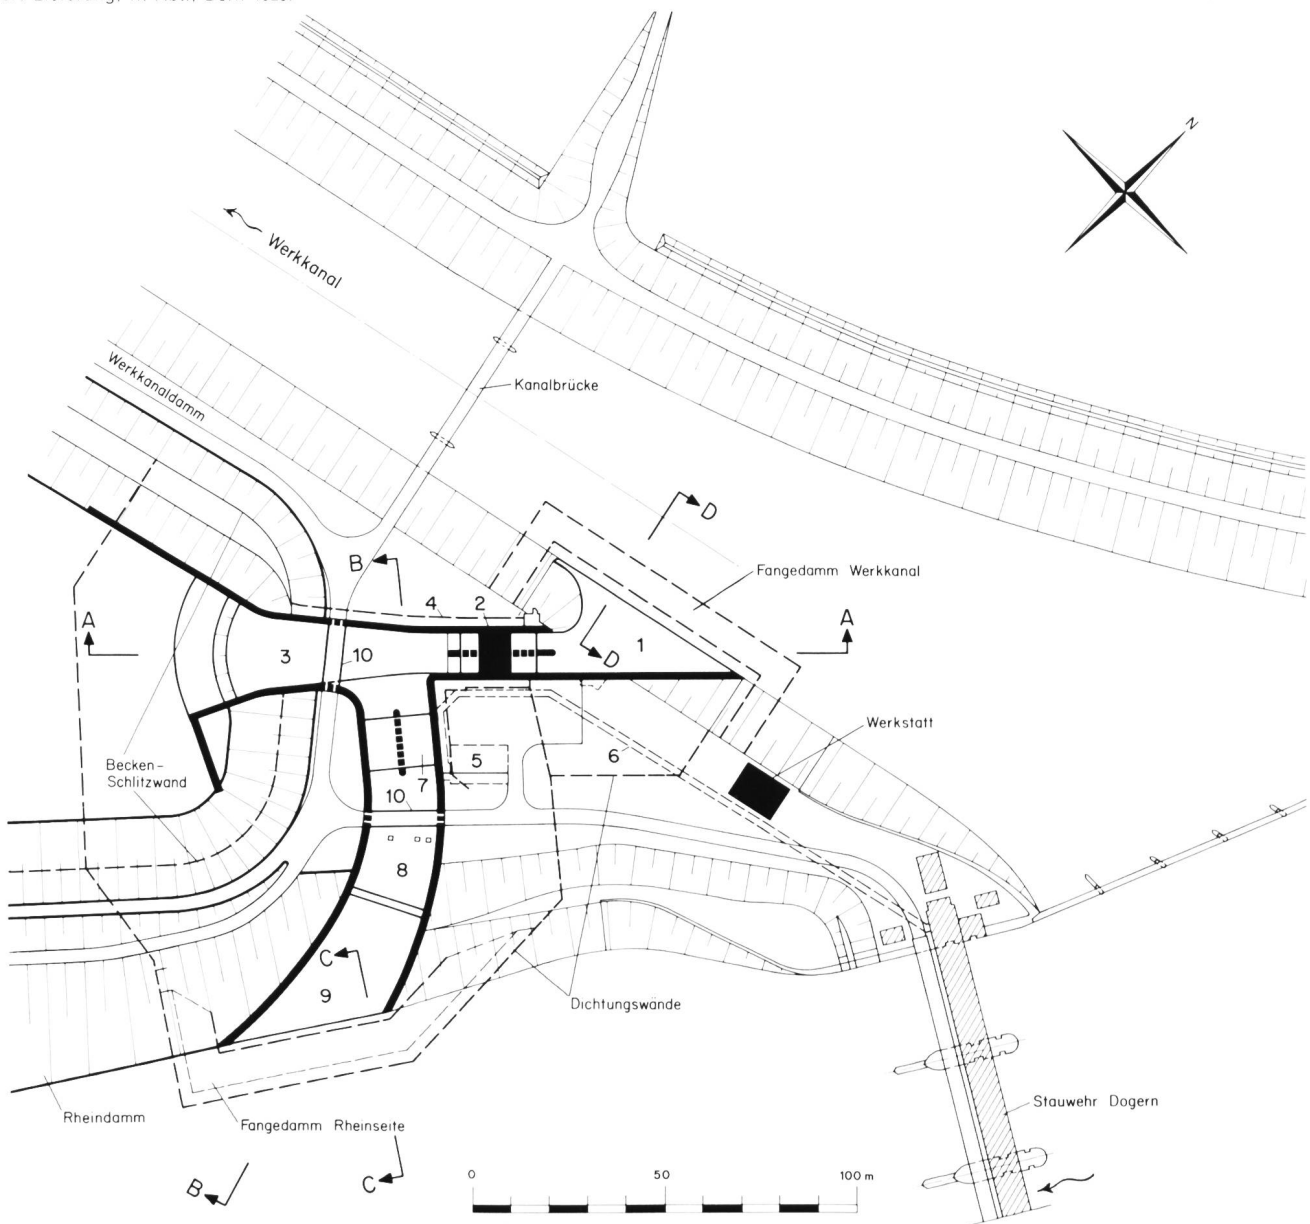 N
Werkkanal
Werkkanaldamm
Kanalbrücke
D
Fangedamm Werkkanal
B
A
4
2
A
1
3
10
D
Werkstatt
6
5
Becken-
Schlitzwand
7
10
8
C
9
Dichtungswände
Rheindamm
Fangedamm Rheinseite
Stauwehr Dogern
B
C
0
50
100 m